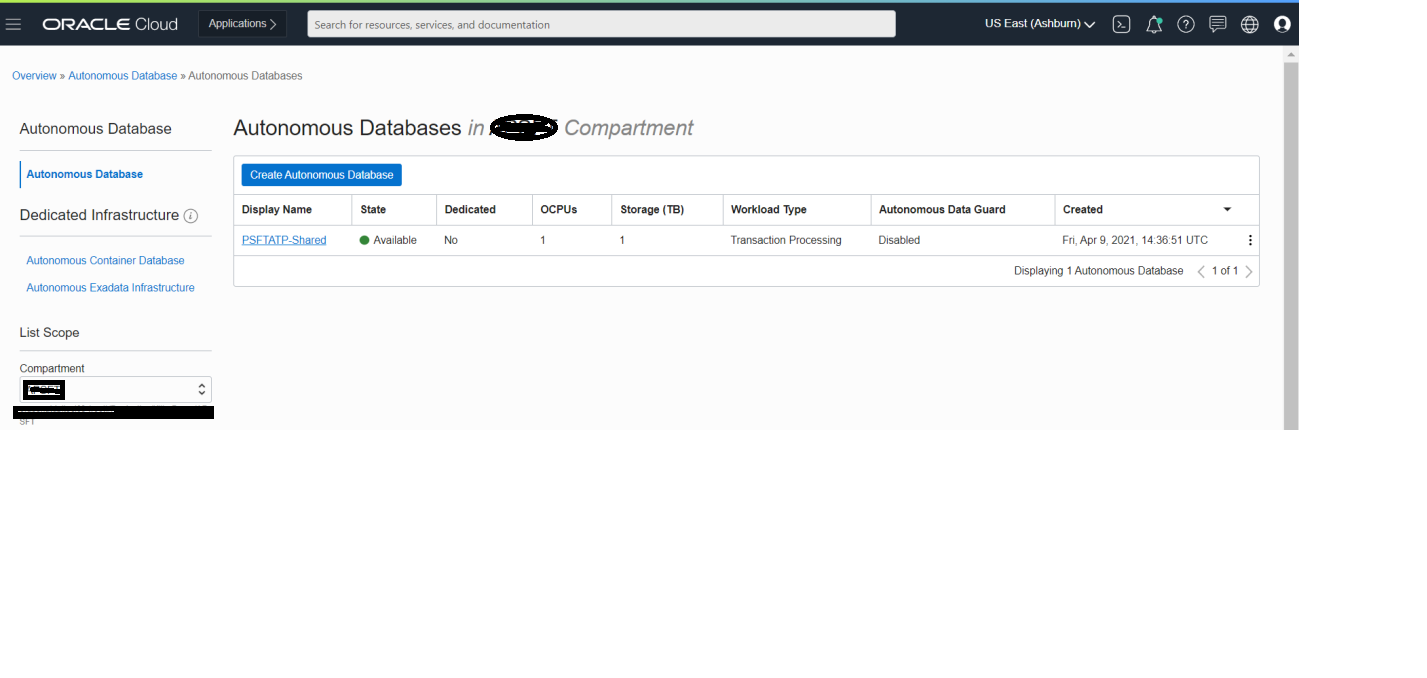 ORACLE Cloud Applications Search for resources, services, and documentation US East (Ashburn)
Overview » Autonomous Database » Autonomous Databases
Autonomous Database
Autonomous Database
Dedicated Infrastructure
Autonomous Container Database
Autonomous Exadata Infrastructure
List Scope
Compartment
SFT
Autonomous Databases in Compartment
Create Autonomous Database
Display Name State Dedicated OCPUs Storage (TB) Workload Type Autonomous Data Guard Created
PSFTATP-Shared Available No 1 1 Transaction Processing Disabled Fri, Apr 9, 2021, 14:36:51 UTC
Displaying 1 Autonomous Database 1 of 1